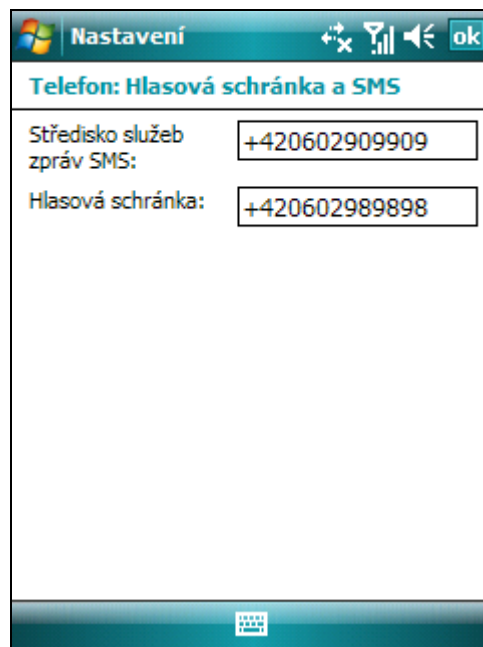 Nastavení
ok
Telefon: Hlasová schránka a SMS
Středisko služeb
zpráv SMS:
+420602909909
Hlasová schránka:
+420602989898